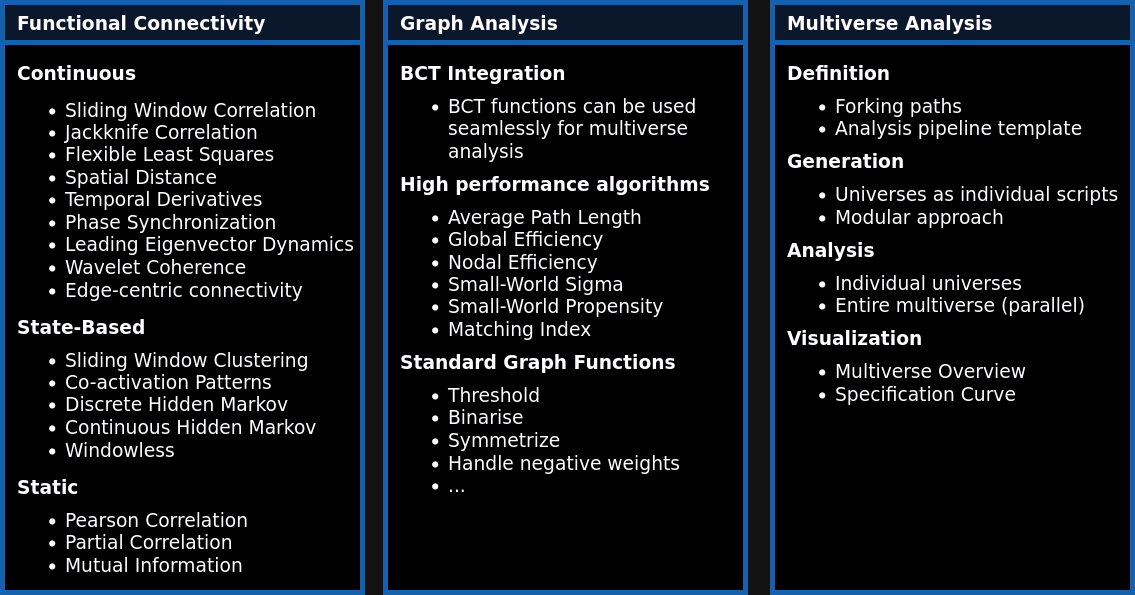 Functional Connectivity
Continuous
• Sliding Window Correlation
• Jackknife Correlation
• Flexible Least Squares
• Spatial Distance
• Temporal Derivatives
• Phase Synchronization
• Leading Eigenvector Dynamics
• Wavelet Coherence
• Edge-centric connectivity
State-Based
• Sliding Window Clustering
• Co-activation Patterns
• Discrete Hidden Markov
• Continuous Hidden Markov
• Windowless
Static
• Pearson Correlation
• Partial Correlation
• Mutual Information
Graph Analysis
BCT Integration
• BCT functions can be used
seamlessly for multiverse
analysis
High performance algorithms
• Average Path Length
• Global Efficiency
• Nodal Efficiency
• Small-World Sigma
• Small-World Propensity
• Matching Index
Standard Graph Functions
• Threshold
• Binarise
• Symmetrize
• Handle negative weights
• ...
Multiverse Analysis
Definition
• Forking paths
• Analysis pipeline template
Generation
• Universes as individual scripts
• Modular approach
Analysis
• Individual universes
• Entire multiverse (parallel)
Visualization
• Multiverse Overview
• Specification Curve